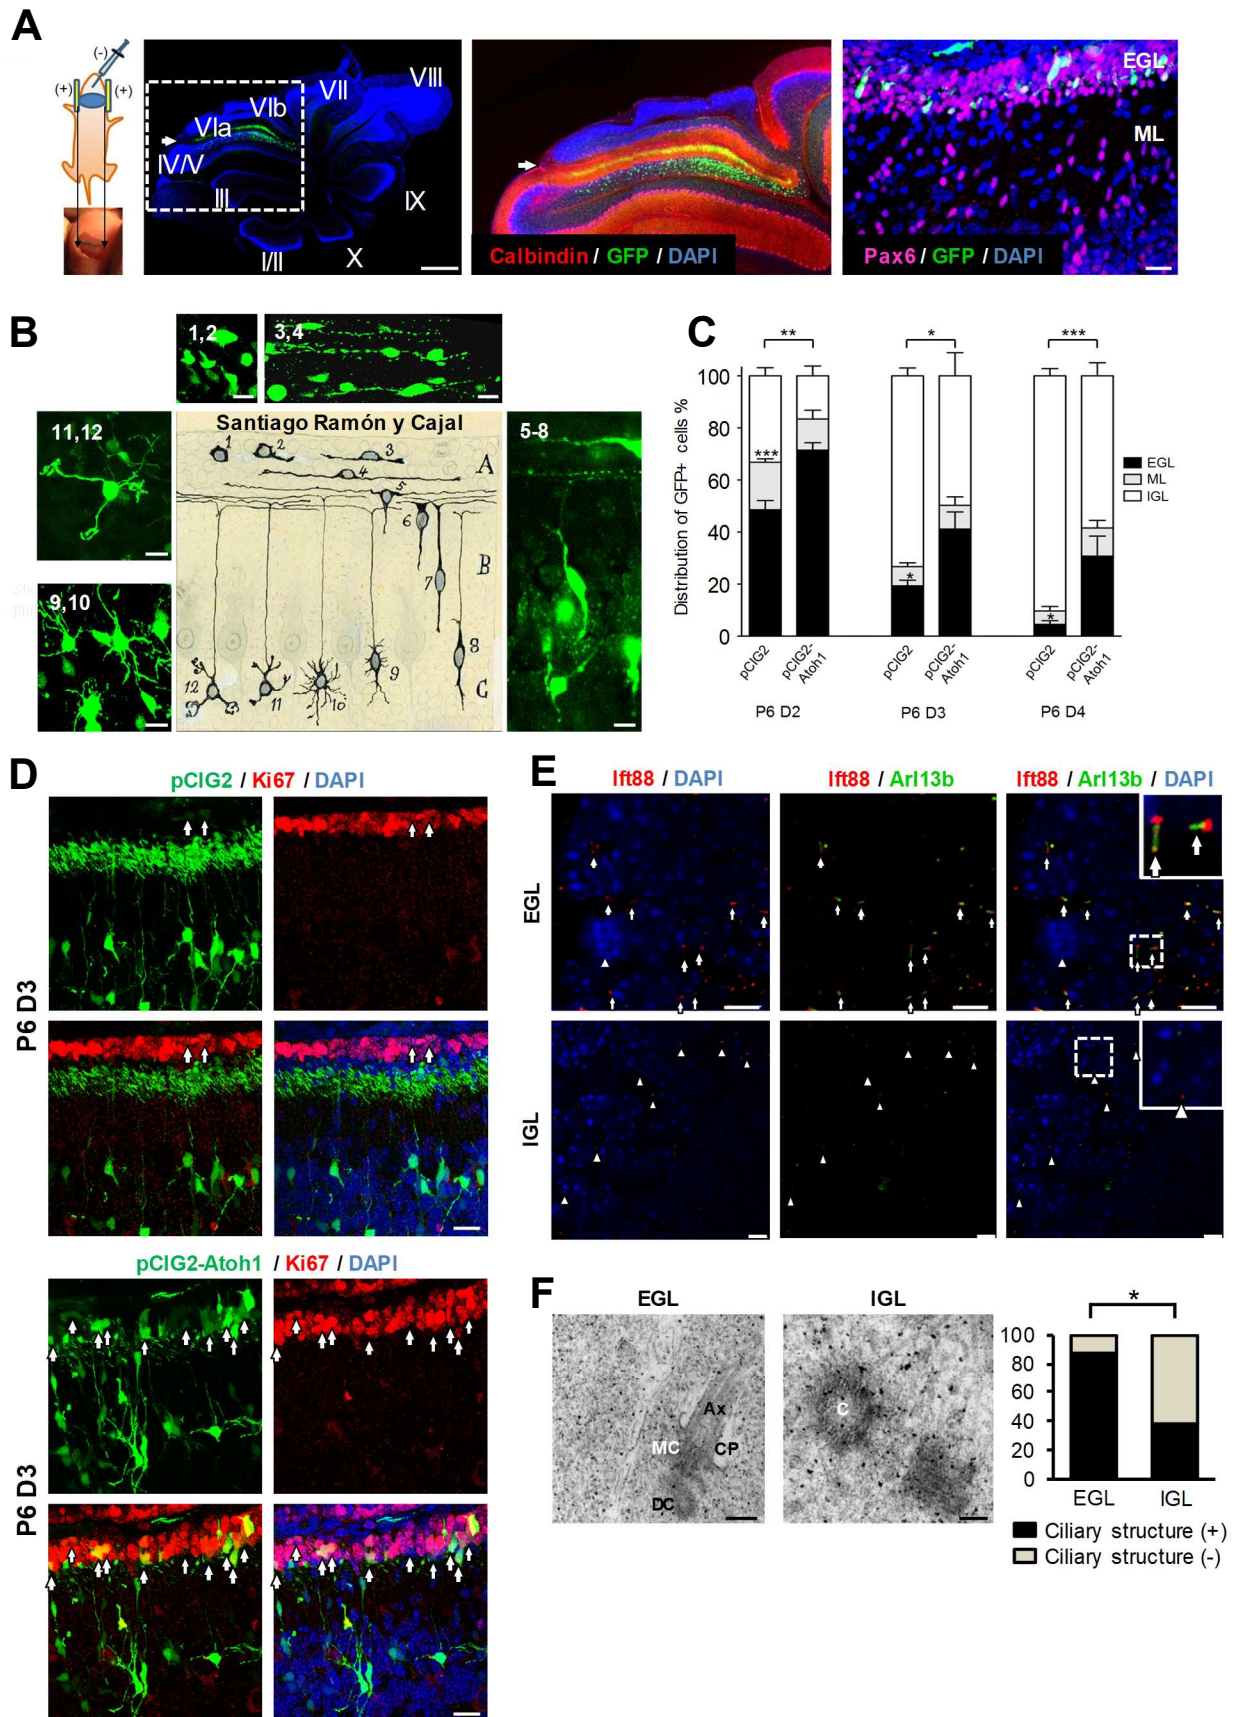 A
(-)
(+) (+)
VIII
VII
VIb
VIa
IV/V
III
IX
I/II
X
Calbindin / GFP / DAPI
EGL
ML
Pax6 / GFP / DAPI
B
1,2
3,4
11,12
9,10
5-8
Santiago Ramón y Cajal
1
2
3
4
5
6
7
8
9
10
11
12
A
B
C
C
Distribution of GFP+ cells %
100
80
60
40
20
0
**
*
***
***
*
*
EGL
ML
IGL
pCIG2
pCIG2-
Atoh1
pCIG2
pCIG2-
Atoh1
pCIG2
pCIG2-
Atoh1
P6 D2
P6 D3
P6 D4
D
pCIG2 / Ki67 / DAPI
P6 D3
pCIG2-Atoh1 / Ki67 / DAPI
P6 D3
E
Ift88 / DAPI
Ift88 / Arl13b
Ift88 / Arl13b / DAPI
EGL
IGL
F
EGL
IGL
Ax
MC
CP
DC
C
*
100
80
60
40
20
0
EGL
IGL
Ciliary structure (+)
Ciliary structure (-)